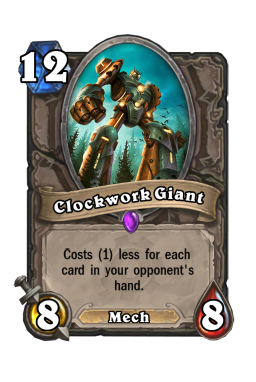 12
Clockwork Giant
Costs (1) less for each
card in your opponent's
hand.
8
Mech
8